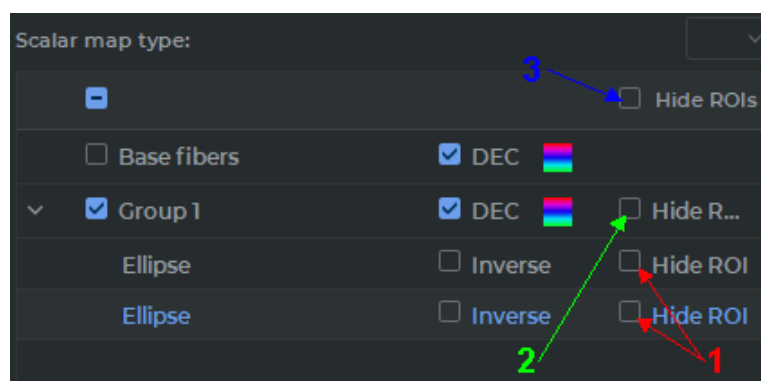 Scalar map type:
3
Hide ROIs
Base fibers DEC
Group 1 DEC Hide R...
Ellipse Inverse Hide ROI
Ellipse Inverse Hide ROI
2 1